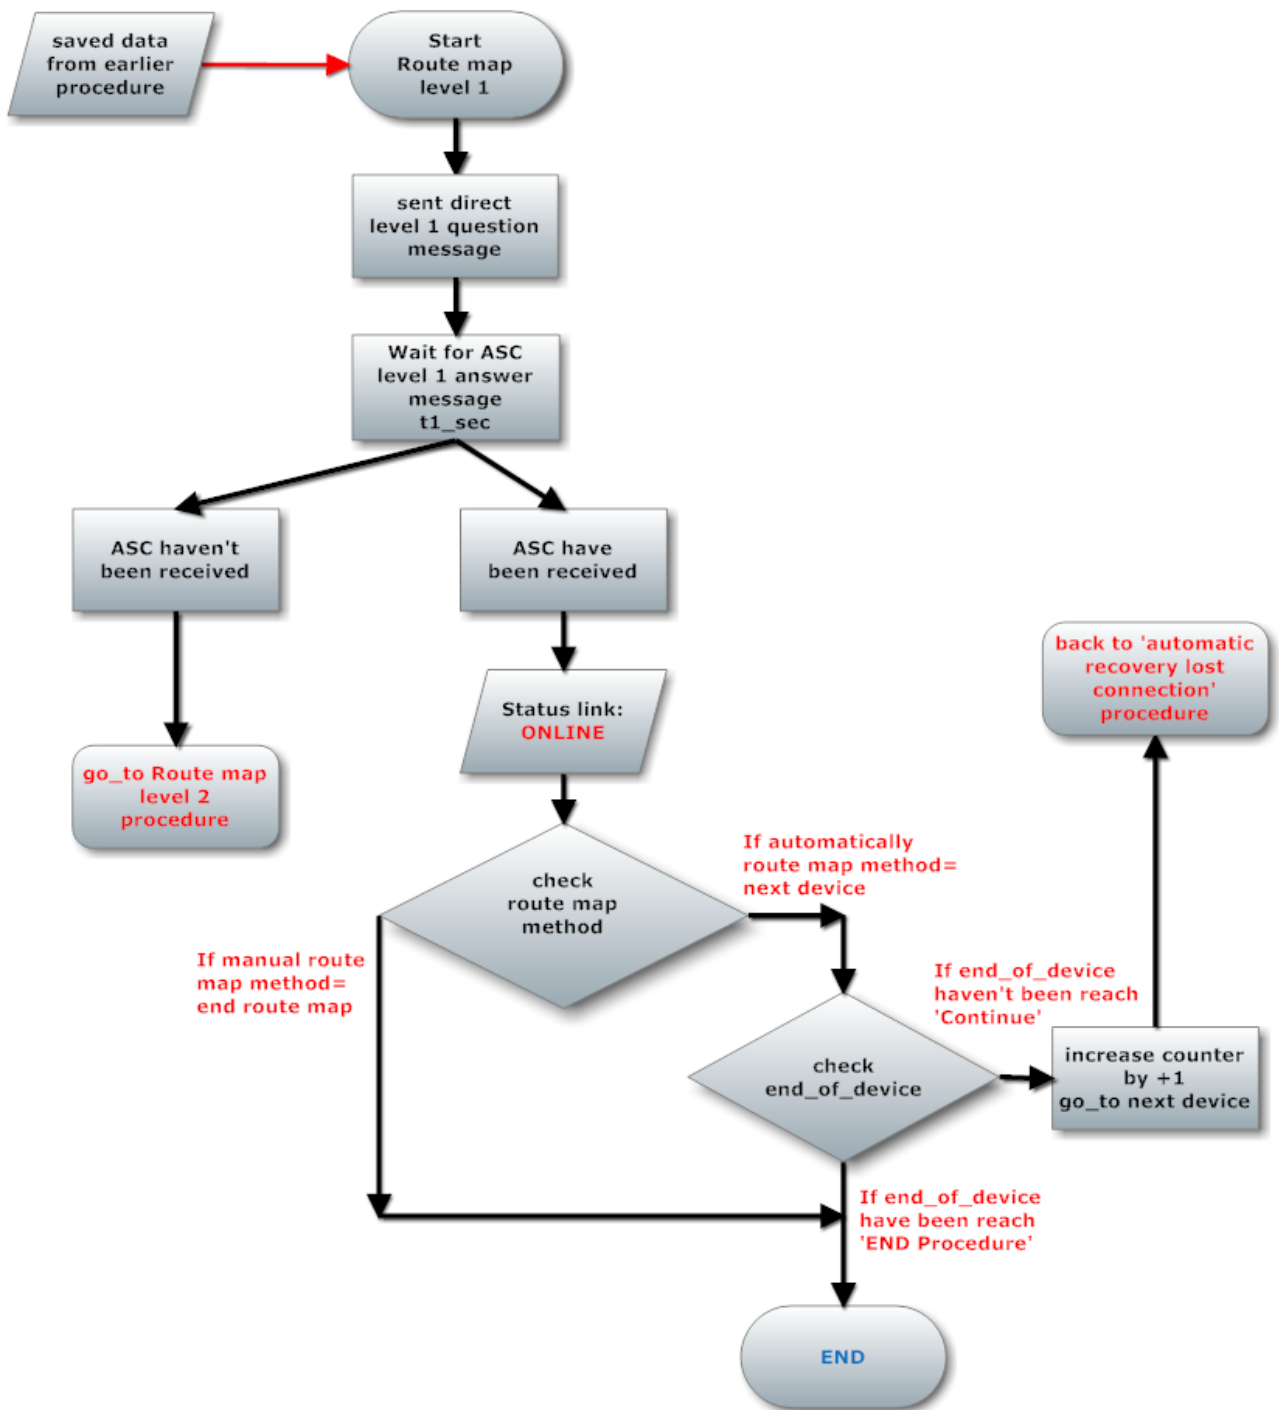 saved data
from earlier
procedure
Start
Route map
level 1
sent direct
level 1 question
message
Wait for ASC
level 1 answer
message
t1_sec
ASC haven't
been received
ASC have
been received
go_to Route map
level 2
procedure
Status link:
ONLINE
back to 'automatic
recovery lost
connection'
procedure
check
route map
method
If automatically
route map method=
next device
If manual route
map method=
end route map
If end_of_device
haven't been reach
'Continue'
check
end_of_device
increase counter
by +1
go_to next device
If end_of_device
have been reach
'END Procedure'
END